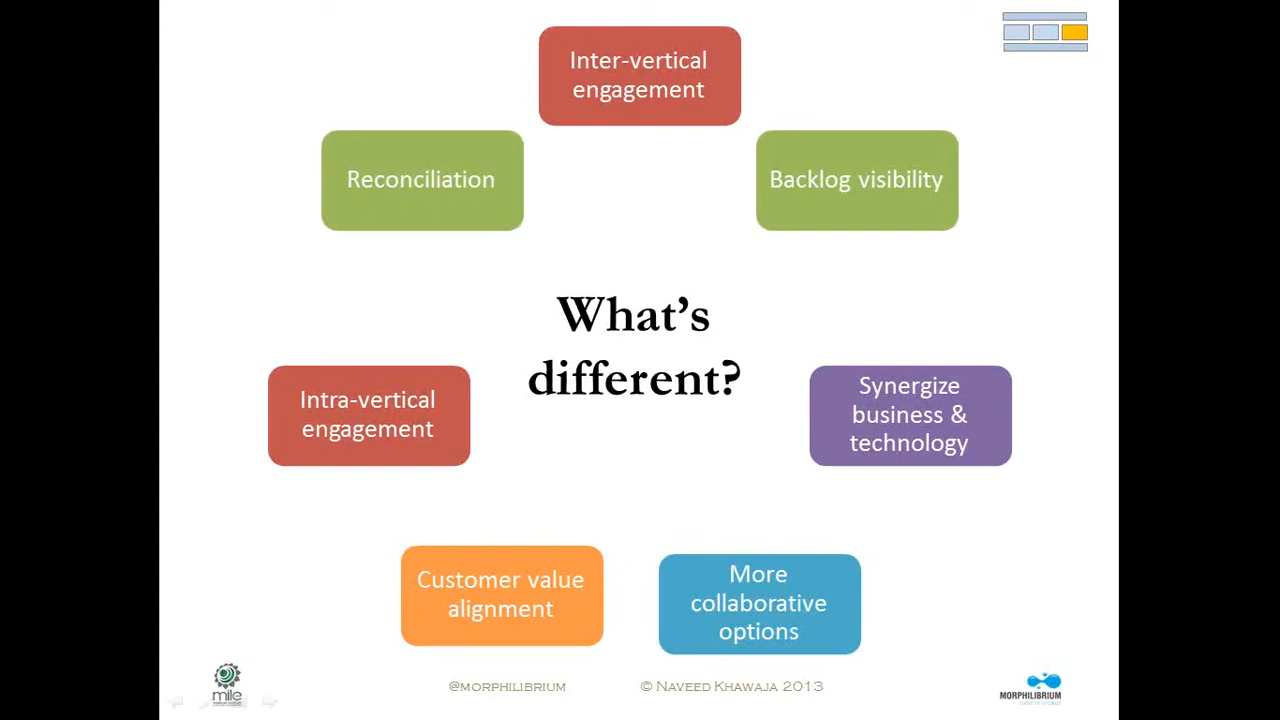 Inter-vertical
engagement
Reconciliation
Backlog visibility
What's
different?
Intra-vertical
engagement
Synergize
business &
technology
Customer value
alignment
More
collaborative
options
mile
@MORPHILIBRIUM
© NAVEED KHAWAJA 2013
MORPHILIBRIUM